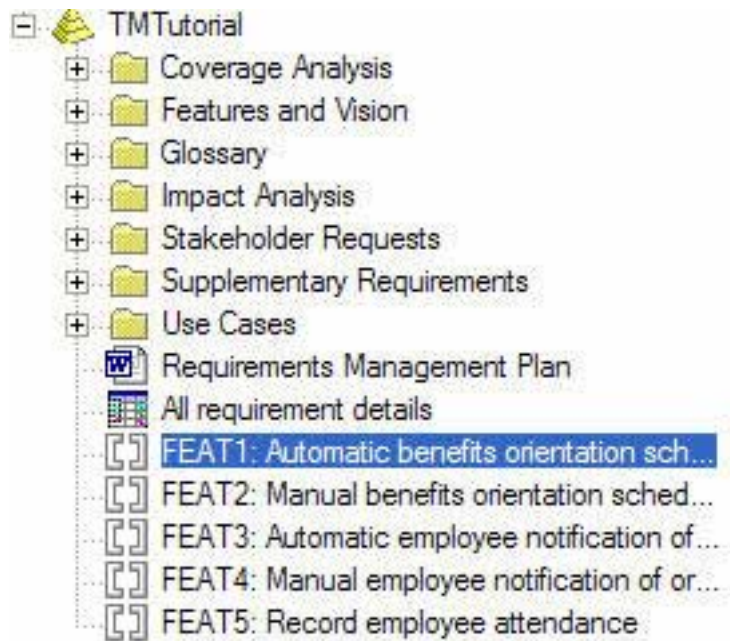 TMTutorial
Coverage Analysis
Features and Vision
Glossary
Impact Analysis
Stakeholder Requests
Supplementary Requirements
Use Cases
Requirements Management Plan
All requirement details
FEAT1: Automatic benefits orientation sch...
FEAT2: Manual benefits orientation sched...
FEAT3: Automatic employee notification of...
FEAT4: Manual employee notification of or...
FEAT5: Record employee attendance